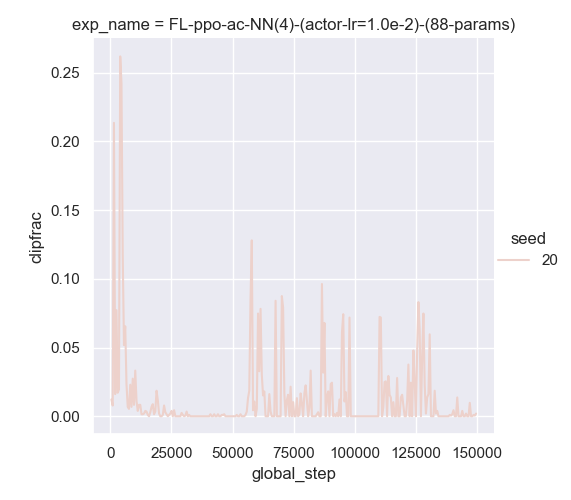 exp_name = FL-ppo-ac-NN(4)-(actor-lr=1.0e-2)-(88-params)
0.25
0.20
0.15
0.10
0.05
0.00
clipfrac
seed
20
0 25000 50000 75000 100000 125000 150000
global_step